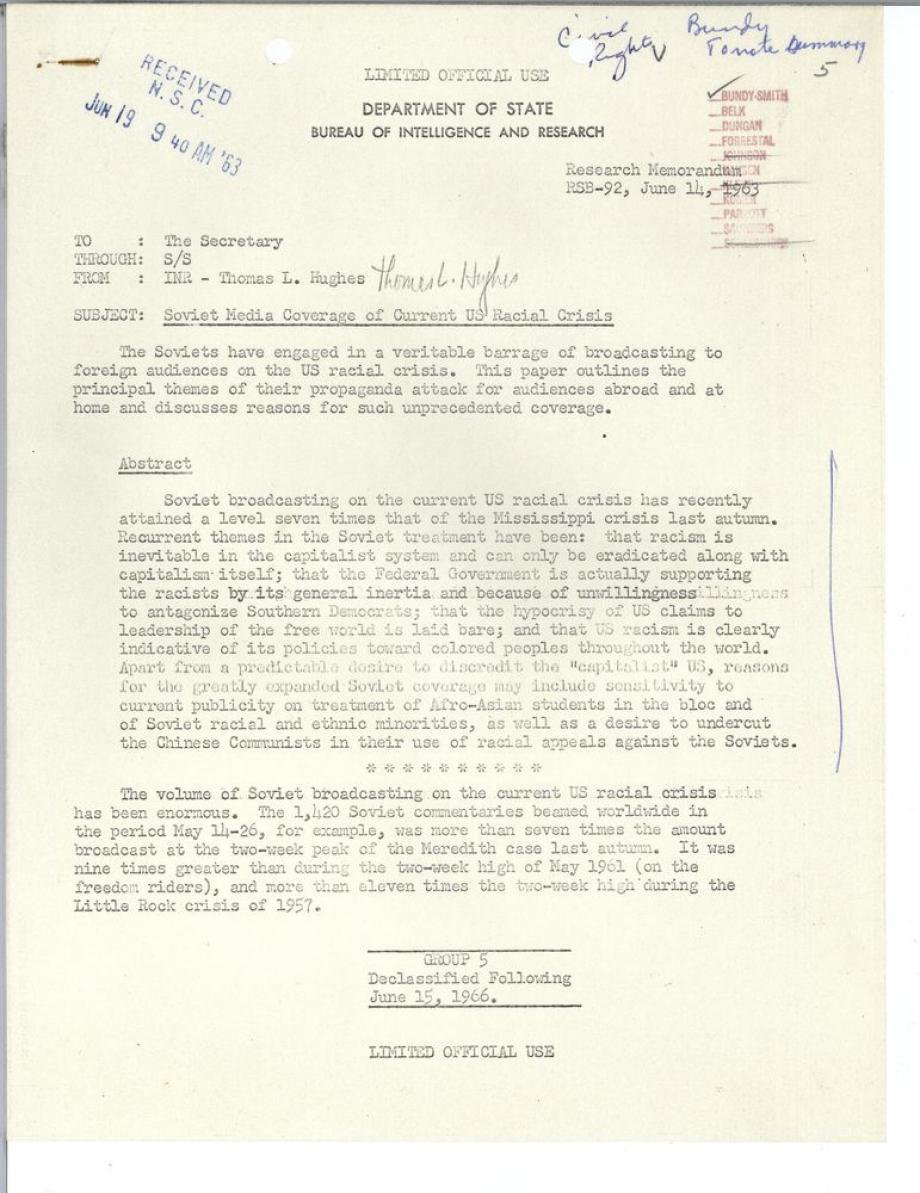 Civil Rights ✓
Bundy
To note Summary
5
RECEIVED
N. S. C.
JUN 19 9 40 AM '63
LIMITED OFFICIAL USE
DEPARTMENT OF STATE
BUREAU OF INTELLIGENCE AND RESEARCH
✓ BUNDY-SMITH
BELK
DUNGAN
FORRESTAL
JOHNSON
PARROTT
SAUNDERS
Research Memorandum
RSB-92, June 14, 1963
TO : The Secretary
THROUGH: S/S
FROM : INR - Thomas L. Hughes Thomas L. Hughes
SUBJECT: Soviet Media Coverage of Current US Racial Crisis
The Soviets have engaged in a veritable barrage of broadcasting to
foreign audiences on the US racial crisis. This paper outlines the
principal themes of their propaganda attack for audiences abroad and at
home and discusses reasons for such unprecedented coverage.
Abstract
Soviet broadcasting on the current US racial crisis has recently
attained a level seven times that of the Mississippi crisis last autumn.
Recurrent themes in the Soviet treatment have been: that racism is
inevitable in the capitalist system and can only be eradicated along with
capitalism itself; that the Federal Government is actually supporting
the racists by its general inertia and because of unwillingness
to antagonize Southern Democrats; that the hypocrisy of US claims to
leadership of the free world is laid bare; and that US racism is clearly
indicative of its policies toward colored peoples throughout the world.
Apart from a predictable desire to discredit the "capitalist" US, reasons
for the greatly expanded Soviet coverage may include sensitivity to
current publicity on treatment of Afro-Asian students in the bloc and
of Soviet racial and ethnic minorities, as well as a desire to undercut
the Chinese Communists in their use of racial appeals against the Soviets.
* * * * * * * * * *
The volume of Soviet broadcasting on the current US racial crisis
has been enormous. The 1,420 Soviet commentaries beamed worldwide in
the period May 14-26, for example, was more than seven times the amount
broadcast at the two-week peak of the Meredith case last autumn. It was
nine times greater than during the two-week high of May 1961 (on the
freedom riders), and more than eleven times the two-week high during the
Little Rock crisis of 1957.
GROUP 5
Declassified Following
June 15, 1966.
LIMITED OFFICIAL USE